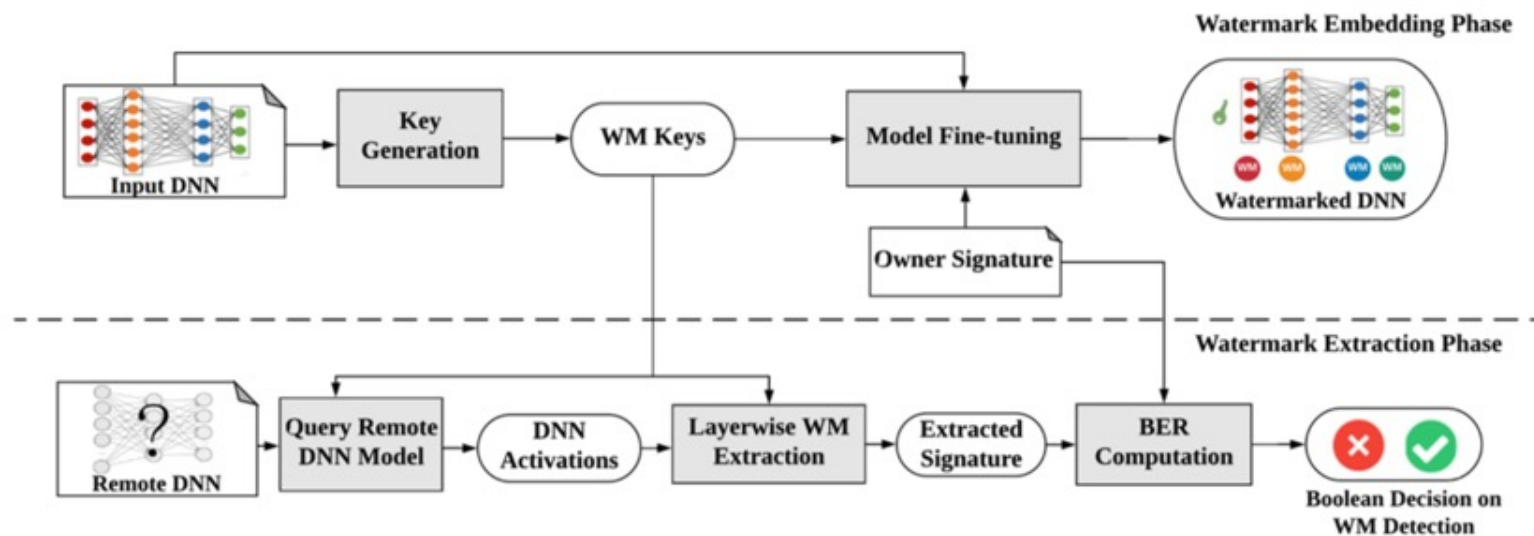 Watermark Embedding Phase
Input DNN
Key
Generation
WM Keys
Model Fine-tuning
WM WM WM WM
Watermarked DNN
Owner Signature
Watermark Extraction Phase
?
Remote DNN
Query Remote
DNN Model
DNN
Activations
Layerwise WM
Extraction
Extracted
Signature
BER
Computation
Boolean Decision on
WM Detection